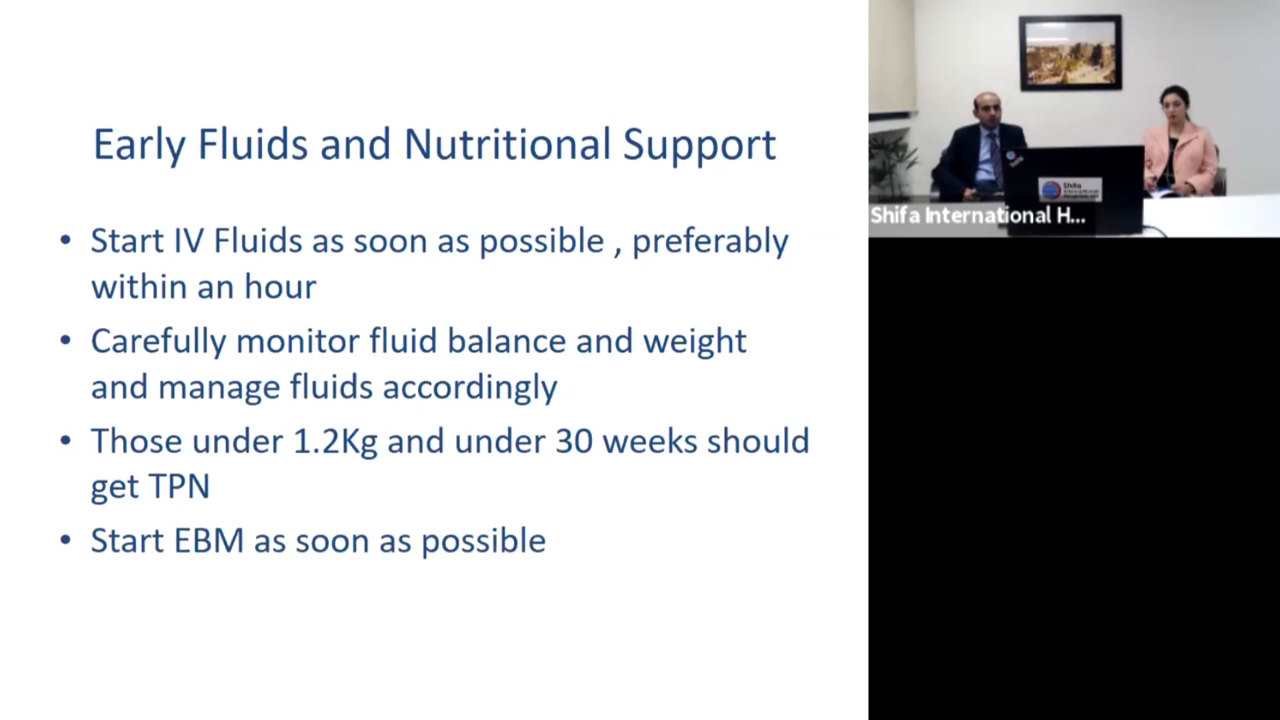 Early Fluids and Nutritional Support
• Start IV Fluids as soon as possible , preferably
within an hour
• Carefully monitor fluid balance and weight
and manage fluids accordingly
• Those under 1.2Kg and under 30 weeks should
get TPN
• Start EBM as soon as possible
Shifa
Shifa International H...